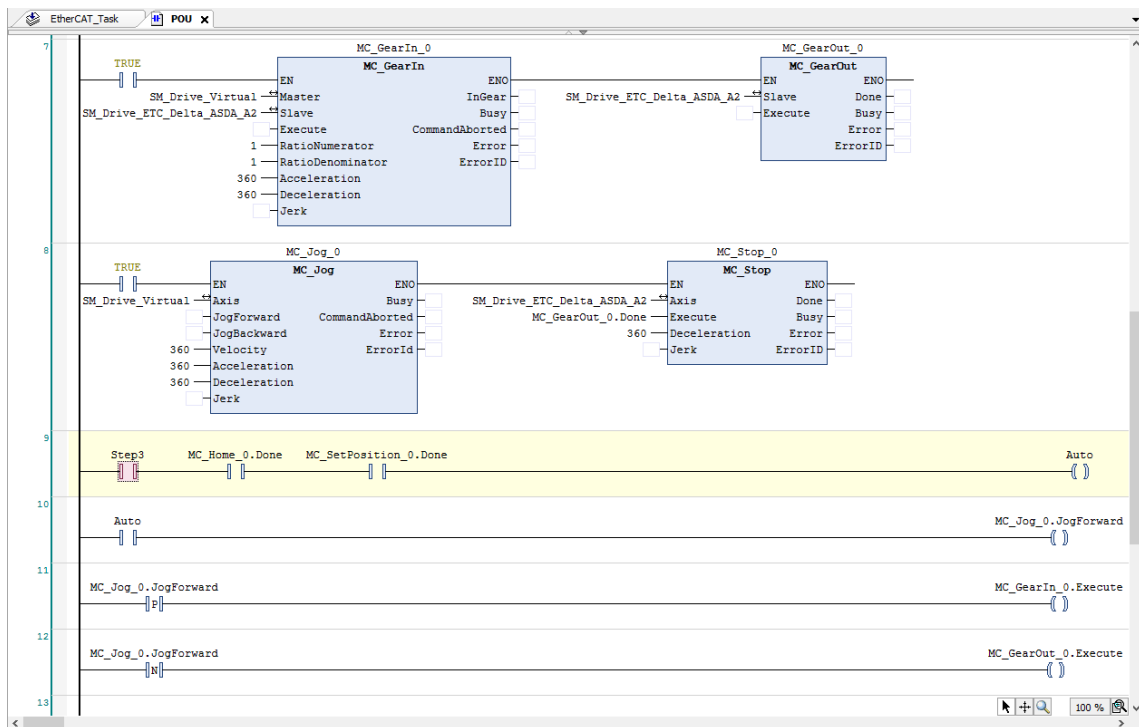 EtherCAT_Task POU x
7
MC_GearIn_0 MC_GearOut_0
TRUE MC_GearIn MC_GearOut
EN ENO EN ENO
SM_Drive_Virtual Master InGear SM_Drive_ETC_Delta_ASDA_A2 Slave Done
SM_Drive_ETC_Delta_ASDA_A2 Slave Busy Execute Busy
Execute CommandAborted Error
1 RatioNumerator Error ErrorID
1 RatioDenominator ErrorID
360 Acceleration
360 Deceleration
Jerk
8
MC_Jog_0 MC_Stop_0
TRUE MC_Jog MC_Stop
EN ENO EN ENO
SM_Drive_Virtual Axis Busy SM_Drive_ETC_Delta_ASDA_A2 Axis Done
JogForward CommandAborted MC_GearOut_0.Done Execute Busy
JogBackward Error 360 Deceleration Error
360 Velocity ErrorId Jerk ErrorID
360 Acceleration
360 Deceleration
Jerk
9
Step3 MC_Home_0.Done MC_SetPosition_0.Done Auto
10
Auto MC_Jog_0.JogForward
11
MC_Jog_0.JogForward MC_GearIn_0.Execute
P
12
MC_Jog_0.JogForward MC_GearOut_0.Execute
N
13
100 %